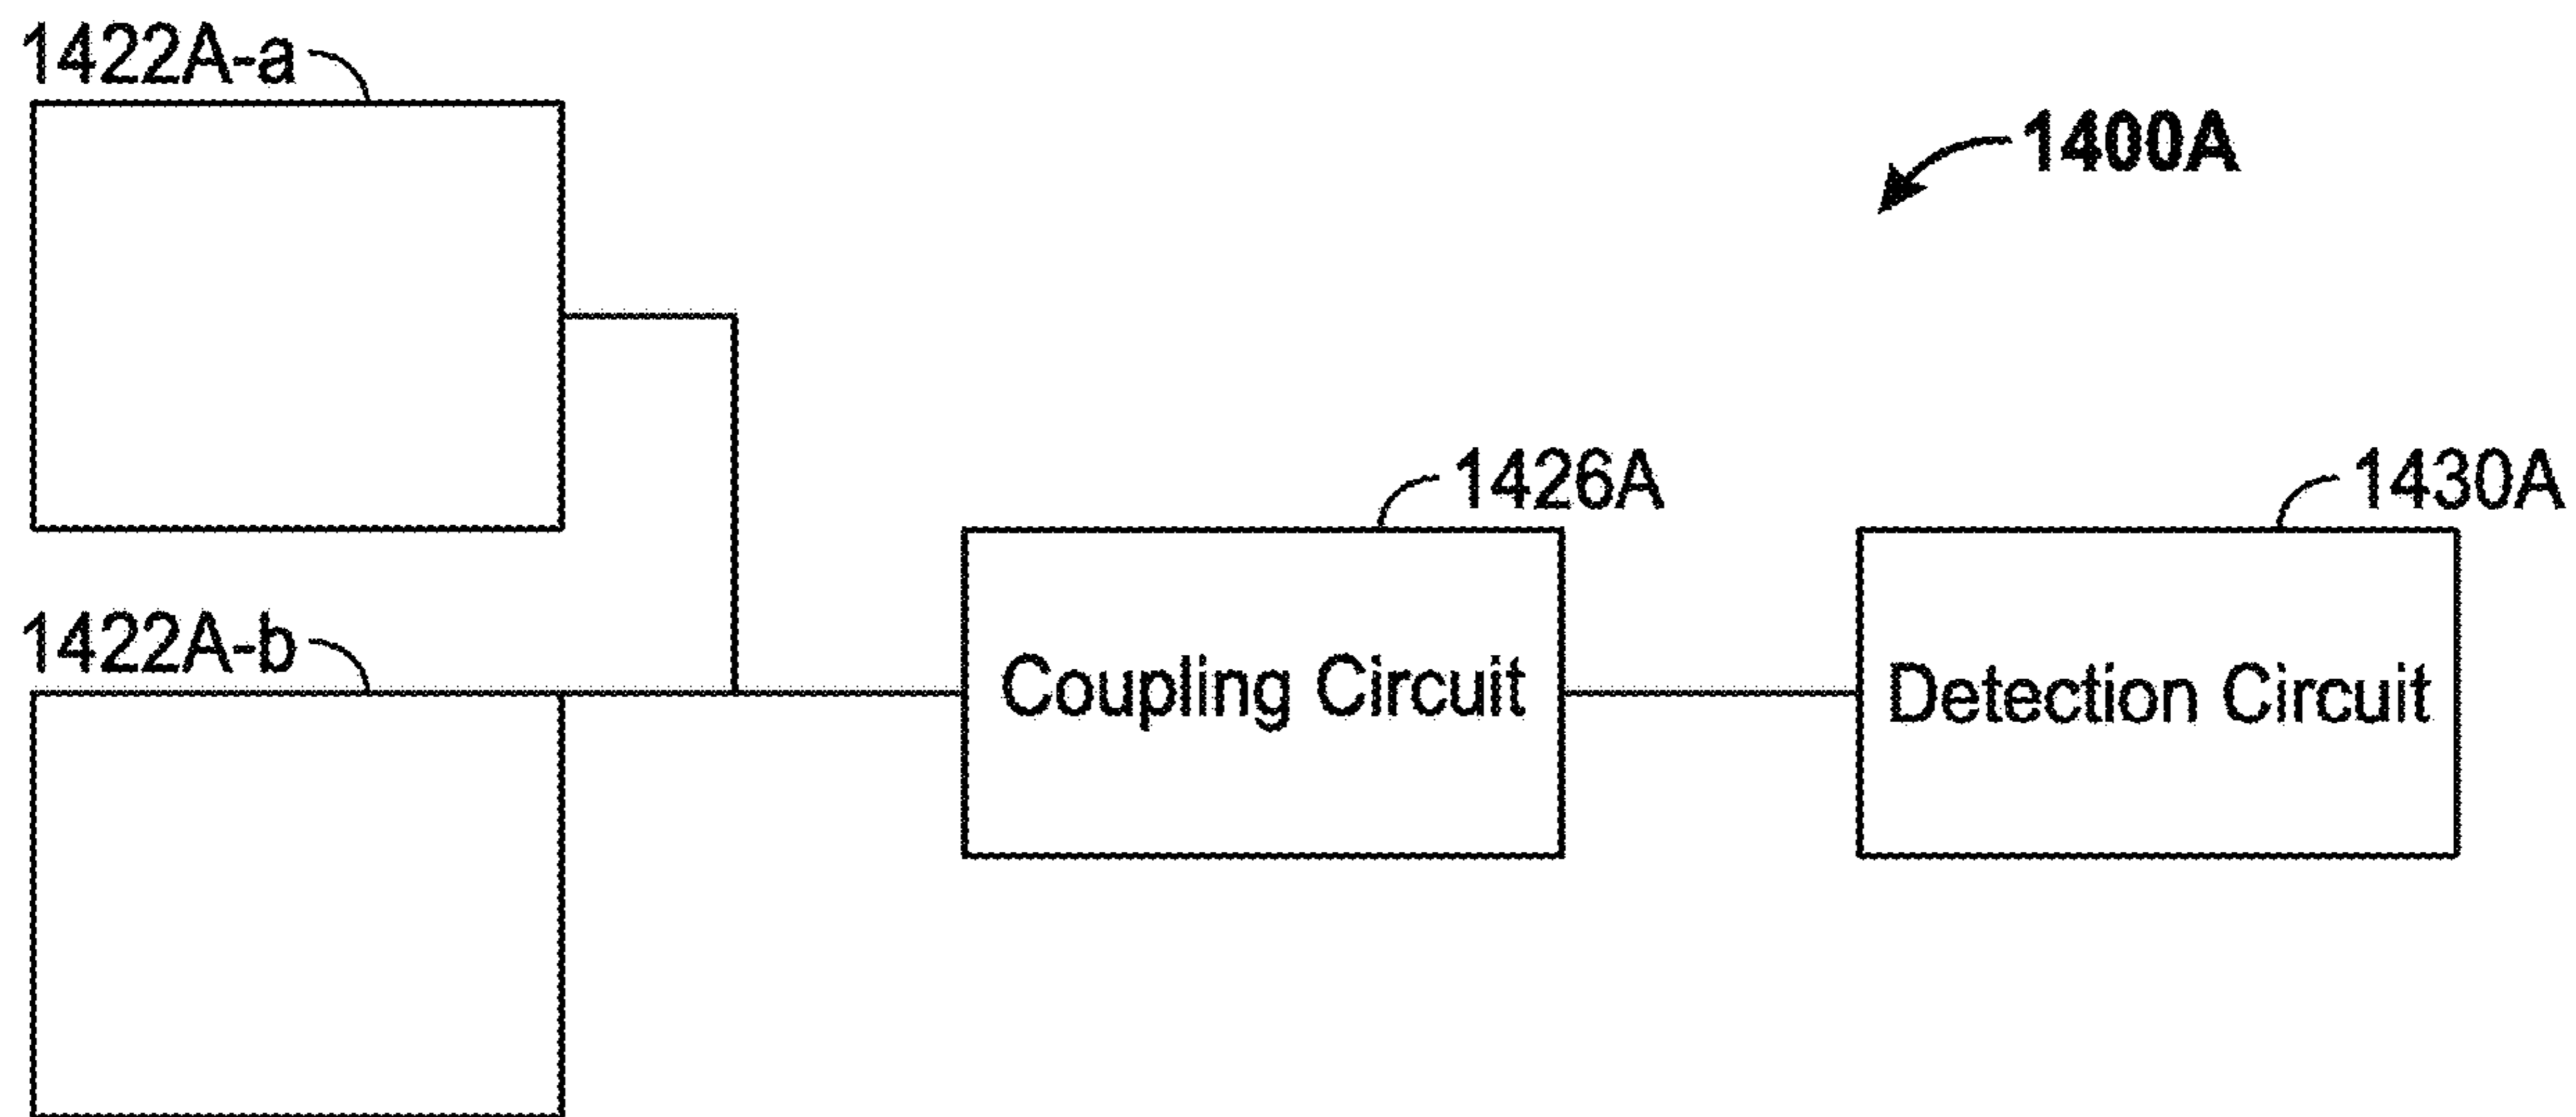 1422A-a
1400A
1426A
1430A
1422A-b
Coupling Circuit
Detection Circuit